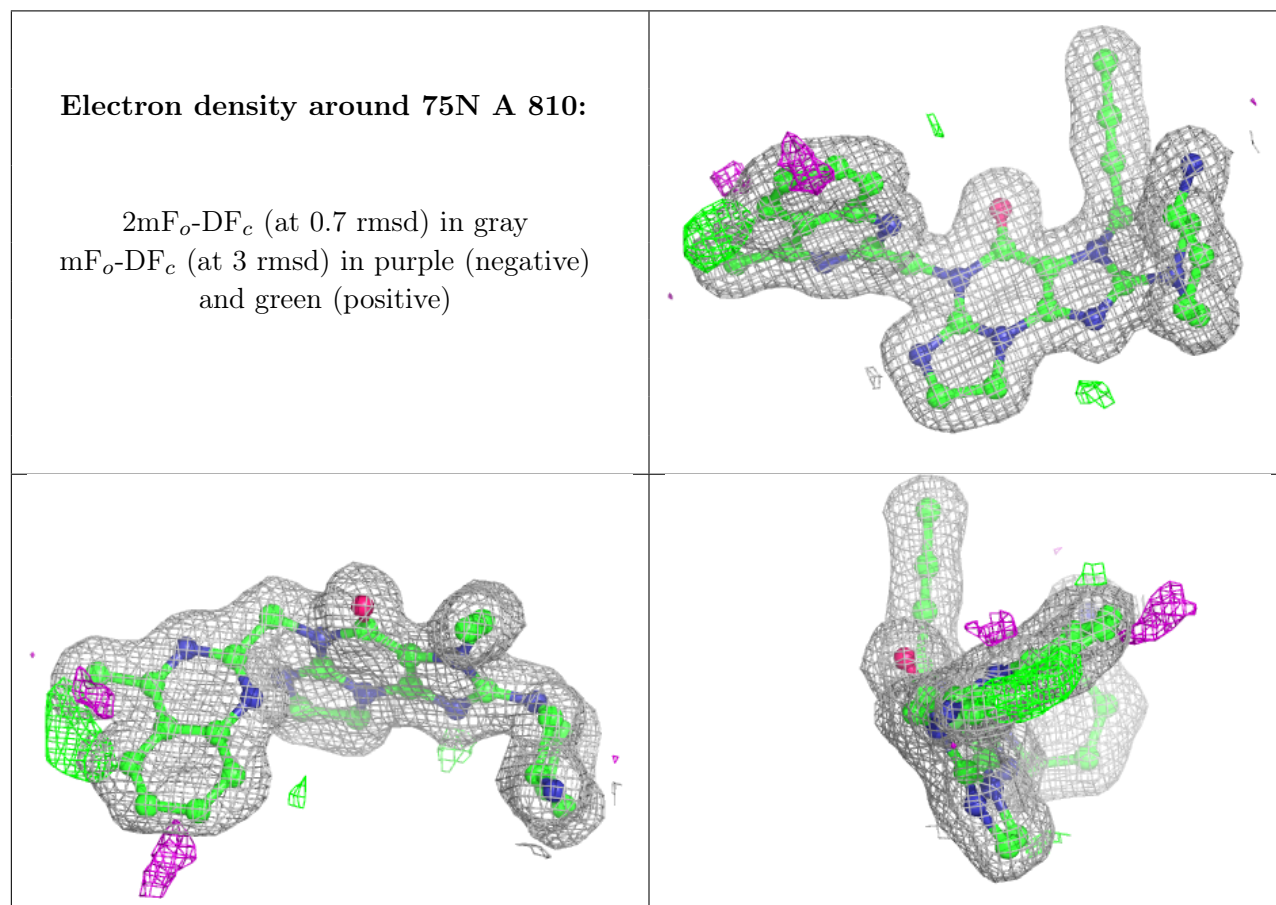 Electron density around 75N A 810:
2mFo-DFc (at 0.7 rmsd) in gray
mFo-DFc (at 3 rmsd) in purple (negative)
and green (positive)